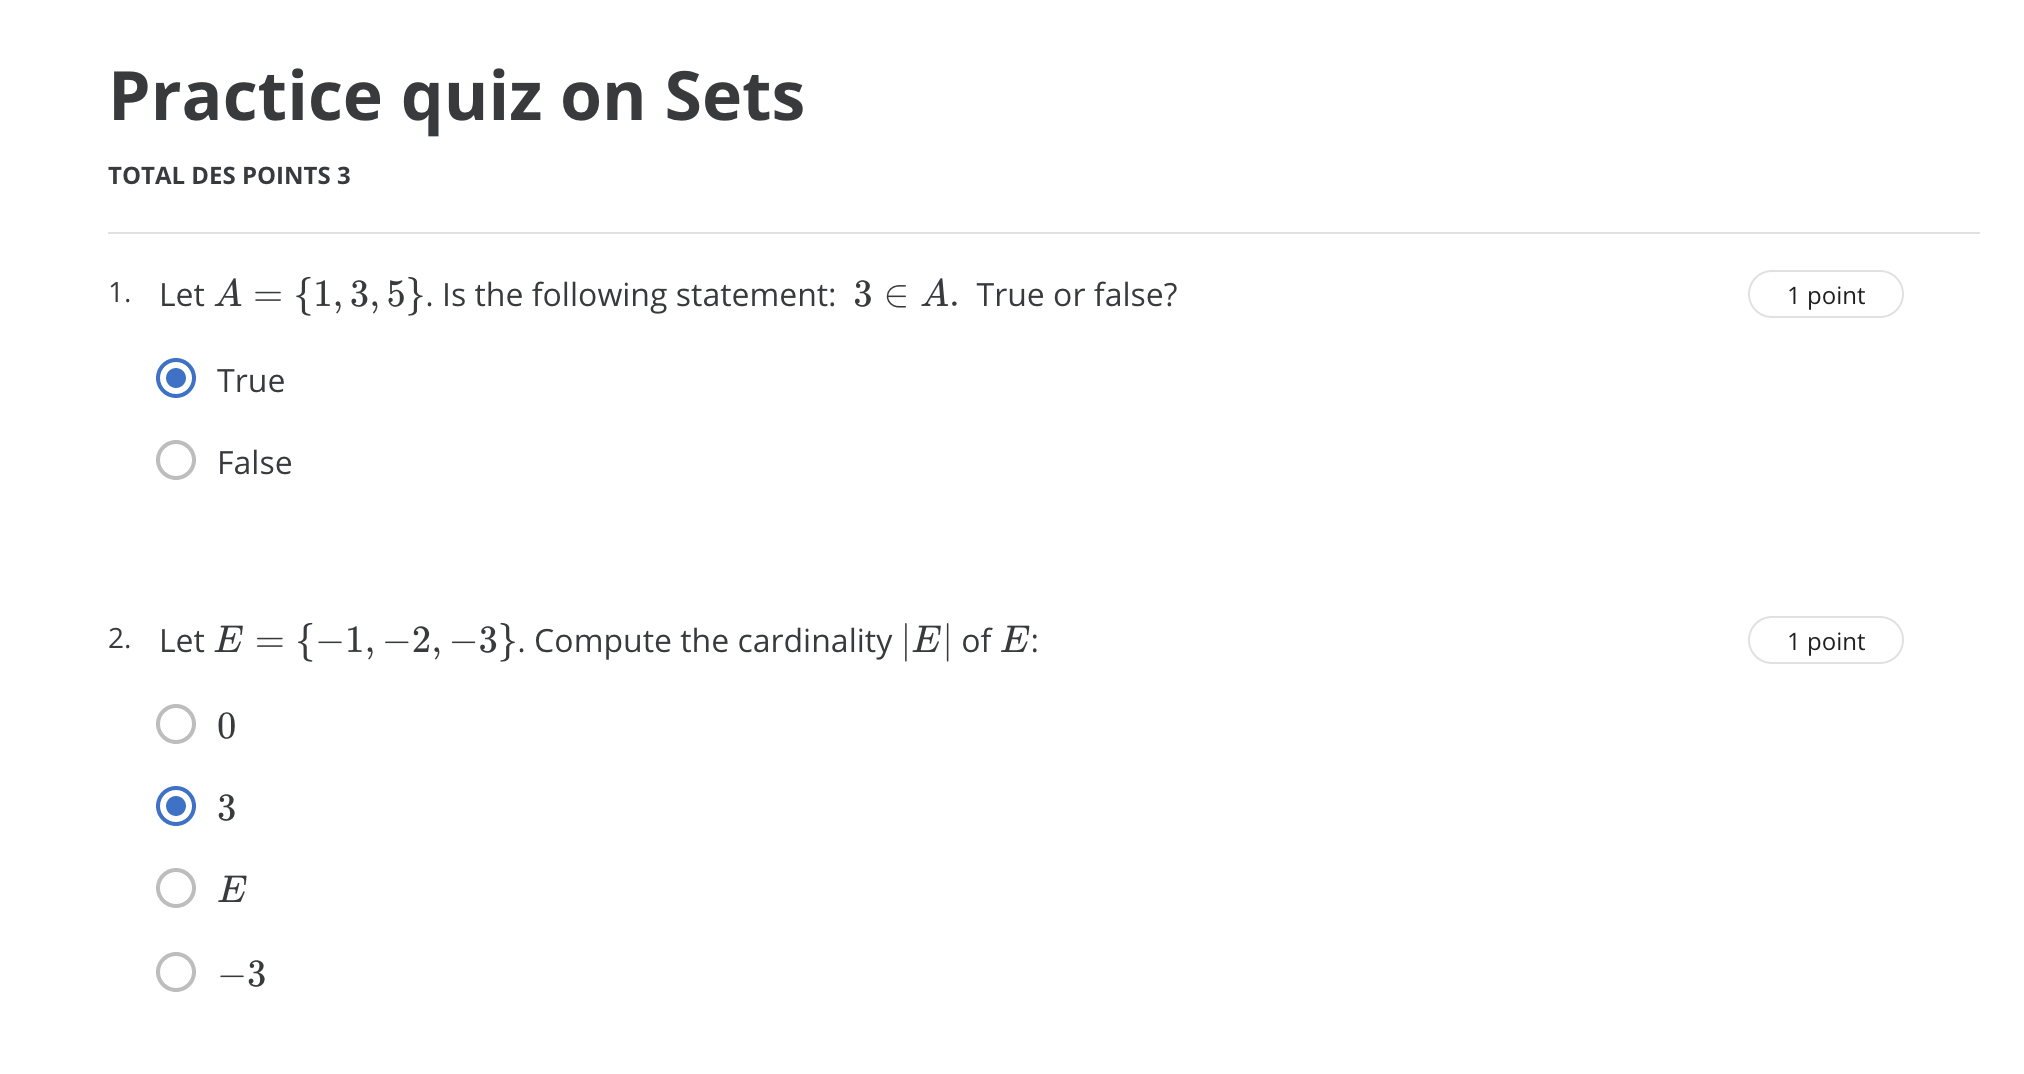 Practice quiz on Sets
TOTAL DES POINTS 3
1. Let A = {1, 3, 5}. Is the following statement: 3 ∈ A. True or false?
1 point
True
False
2. Let E = {−1, −2, −3}. Compute the cardinality |E| of E:
1 point
0
3
E
−3